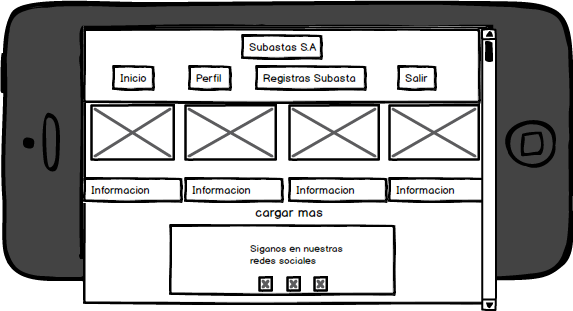 Subastas S.A
Inicio Perfil Registras Subasta Salir
Informacion Informacion Informacion Informacion
cargar mas
Siganos en nuestras
redes sociales